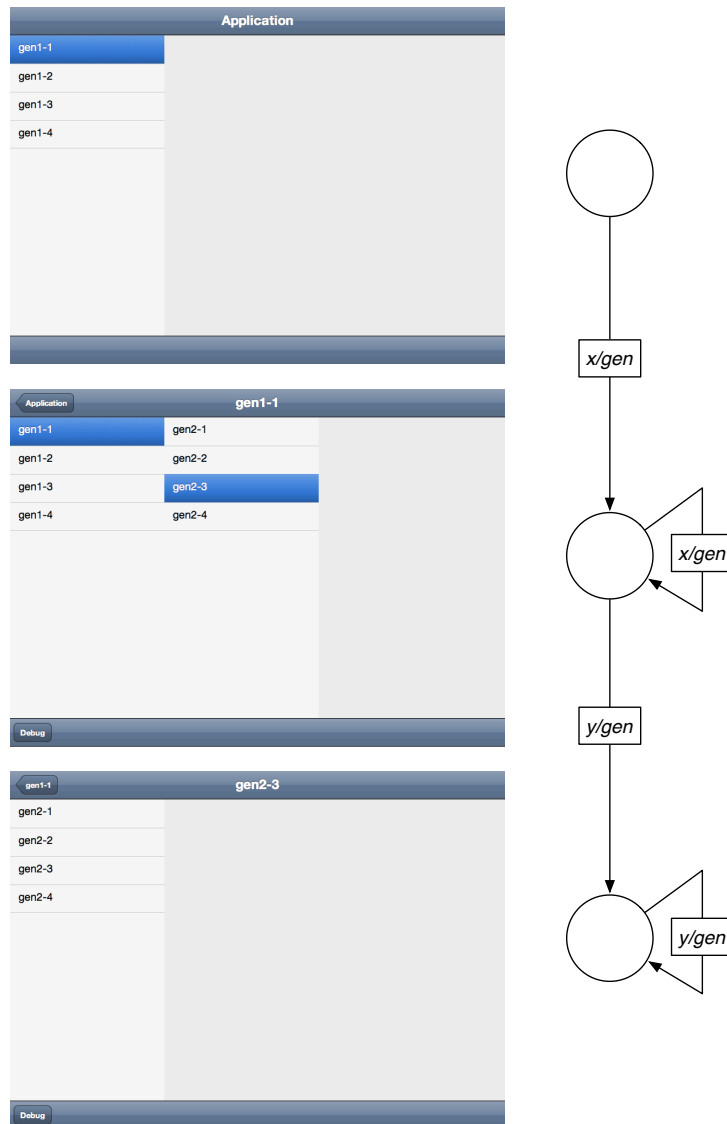 Application
gen1-1
gen1-2
gen1-3
gen1-4
x/gen
Application gen1-1
gen1-1 gen2-1
gen1-2 gen2-2
gen1-3 gen2-3
gen1-4 gen2-4
x/gen
Debug
y/gen
gen1-1 gen2-3
gen2-1
gen2-2
gen2-3
gen2-4
y/gen
Debug